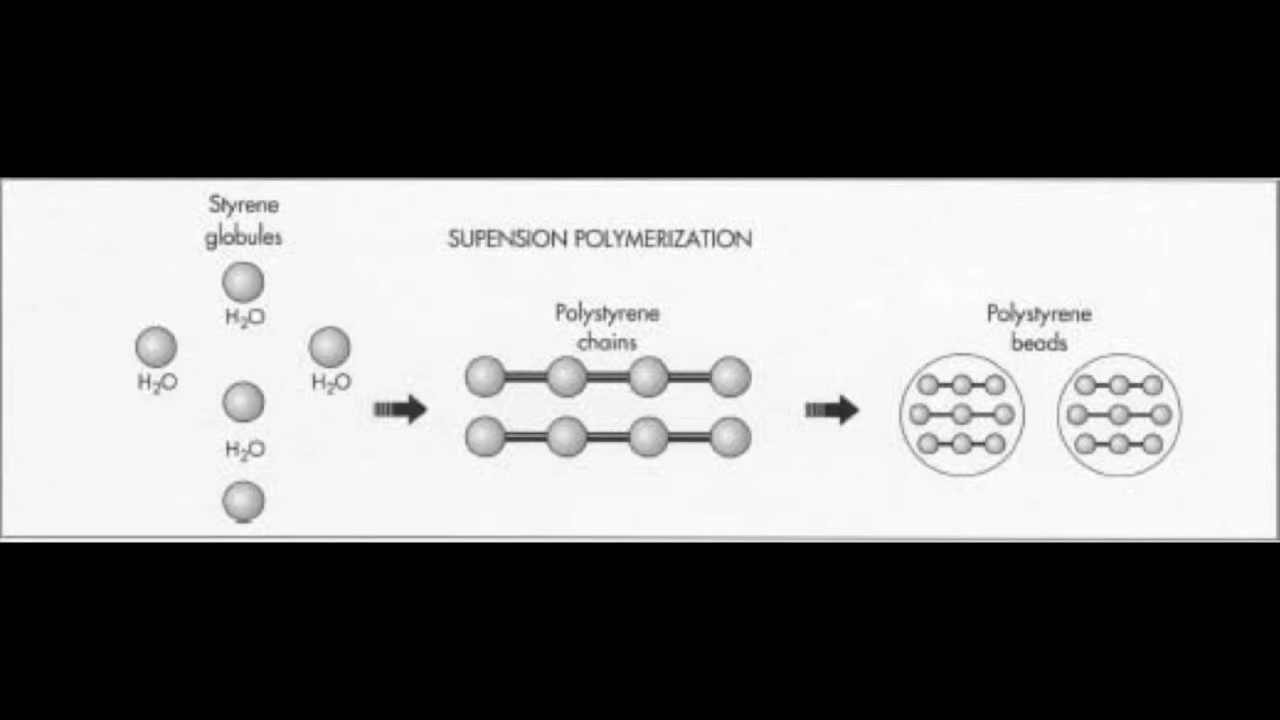 Styrene
globules
H₂O
H₂O
H₂O
H₂O
SUPENSION POLYMERIZATION
Polystyrene
chains
Polystyrene
beads